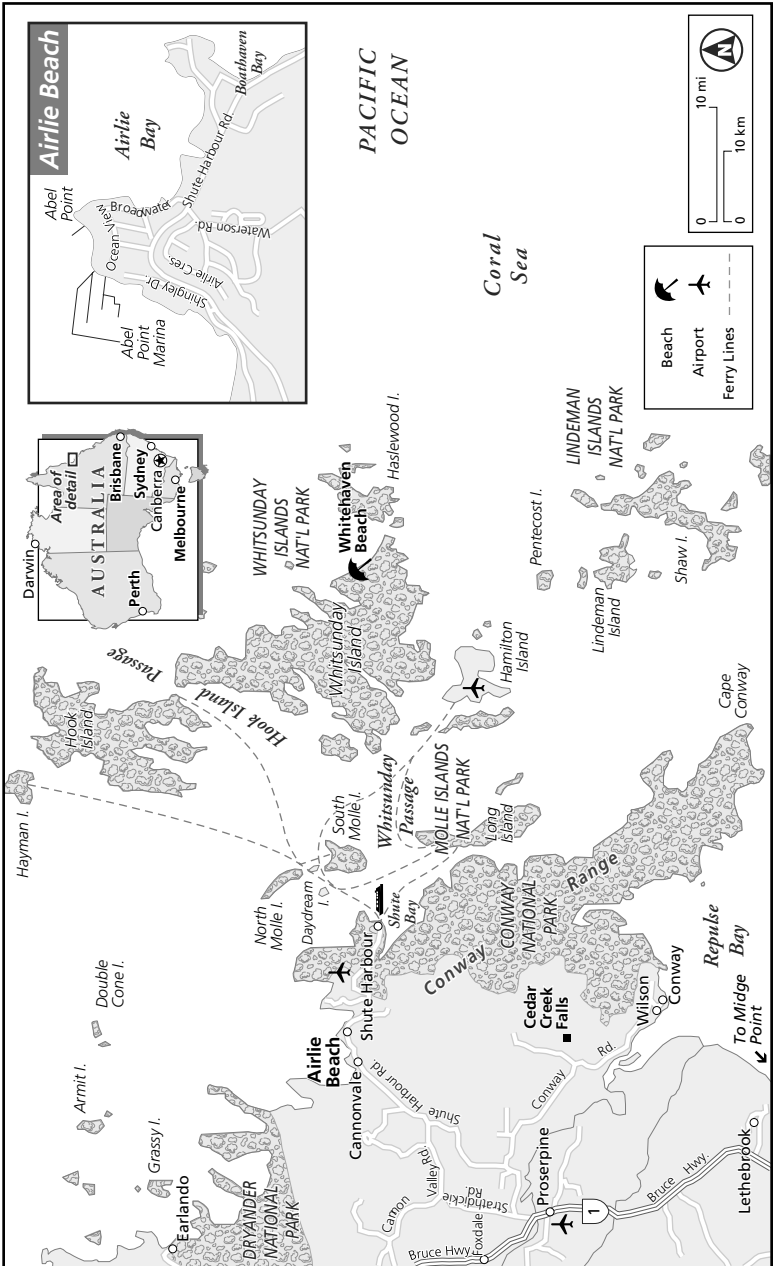 Airlie Beach
Abel
Point
Airlie
Bay
Boathaven
Bay
Ocean View
Broadwater
Shute Harbour Rd
Waterson Rd.
Airlie Cres.
Shingley Dr.
Abel
Point
Marina
PACIFIC
OCEAN
Coral
Sea
N
0
10 mi
0
10 km
Beach
Airport
Ferry Lines
Darwin
Area of
detail
AUSTRALIA
Brisbane
Sydney
Canberra
Melbourne
Perth
WHITSUNDAY
ISLANDS
NAT'L PARK
Whitehaven
Beach
Haslewood I.
LINDEMAN
ISLANDS
NAT'L PARK
Pentecost I.
Shaw I.
Lindeman
Island
Hamilton
Island
Whitsunday
Island
Hook Island
Passage
Hook
Island
Hayman I.
Whitsunday
Passage
MOLLE ISLANDS
NAT'L PARK
South
Molle I.
North
Molle I.
Daydream
I.
Long
Island
Cape
Conway
Shute
Bay
Shute Harbour
Conway Range
CONWAY
NATIONAL
PARK
Repulse
Bay
Cedar
Creek
Falls
Wilson
Conway
To Midge
Point
Double
Cone I.
Armit I.
Grassy I.
Earlando
DRYANDER
NATIONAL
PARK
Airlie
Beach
Cannonvale
Shute Harbour Rd.
Conway Rd.
Camon
Valley Rd.
Strathdickie
Rd.
Proserpine
Foxdale
Bruce Hwy.
1
Bruce Hwy.
Lethebrook